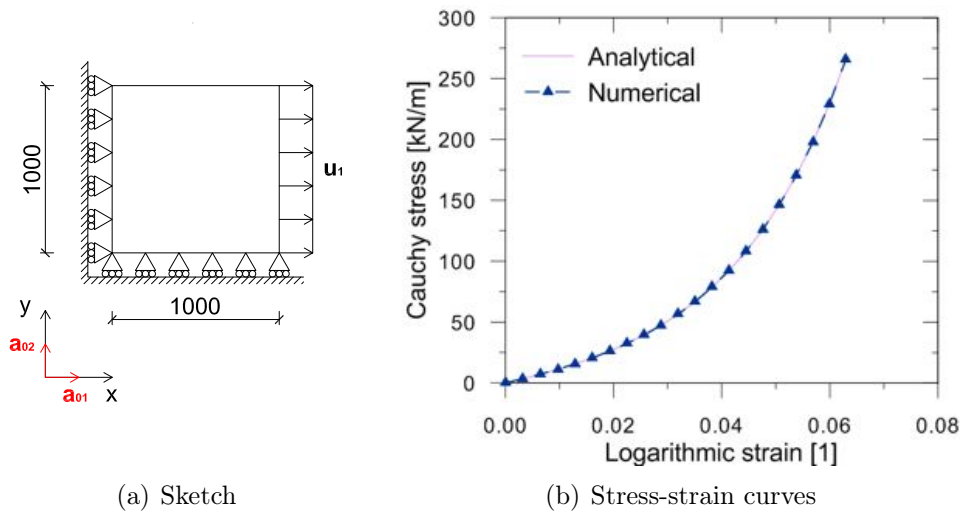 1000
u1
1000
y
a02
a01
x
(a) Sketch
Cauchy stress [kN/m]
300
250
200
150
100
50
0
Analytical
Numerical
0.00 0.02 0.04 0.06 0.08
Logarithmic strain [1]
(b) Stress-strain curves